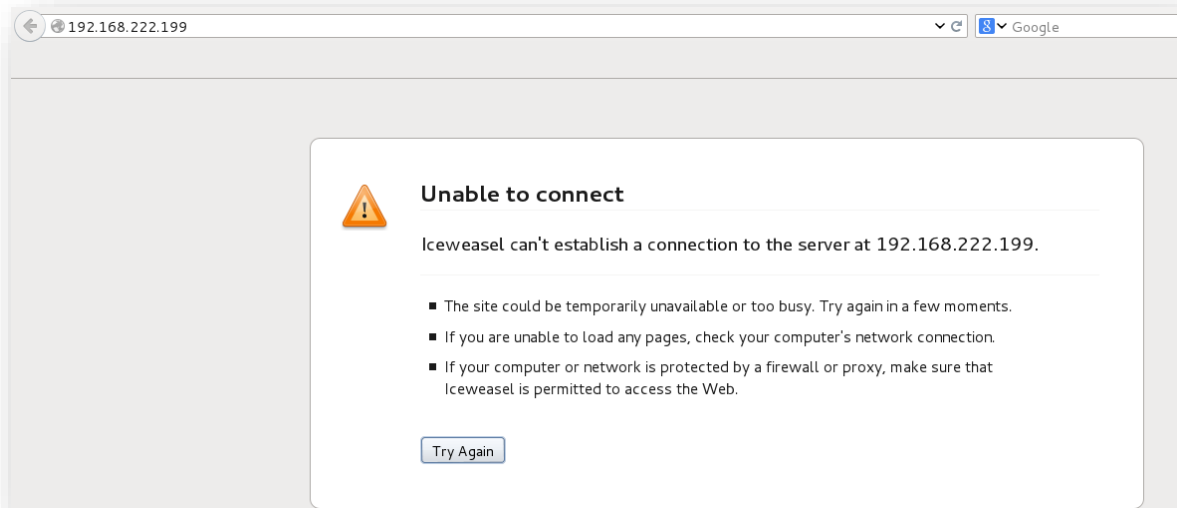 192.168.222.199
8 Google
Unable to connect
Iceweasel can't establish a connection to the server at 192.168.222.199.
The site could be temporarily unavailable or too busy. Try again in a few moments.
If you are unable to load any pages, check your computer's network connection.
If your computer or network is protected by a firewall or proxy, make sure that
Iceweasel is permitted to access the Web.
Try Again